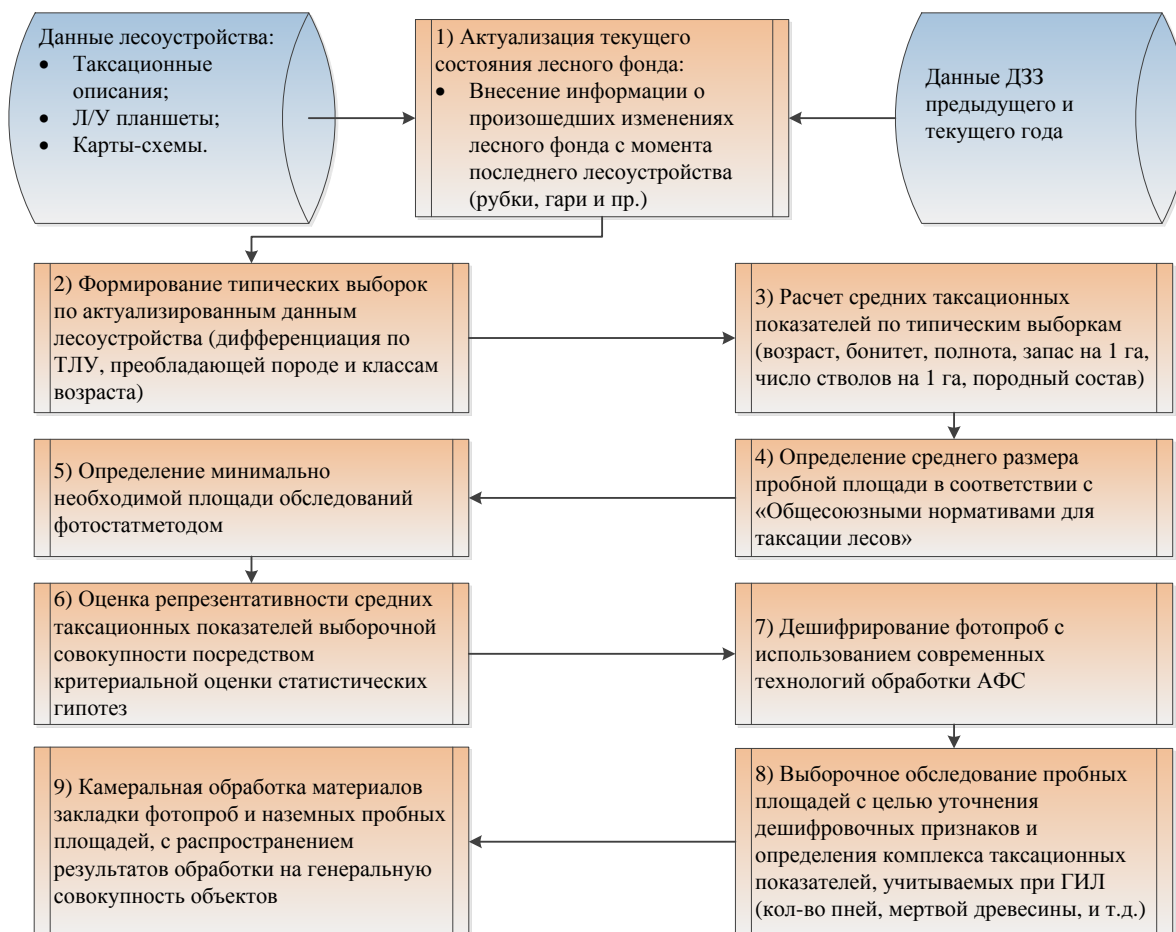 Данные лесоустройства:
• Таксационные
описания;
• Л/У планшеты;
• Карты-схемы.
1) Актуализация текущего
состояния лесного фонда:
• Внесение информации о
произошедших изменениях
лесного фонда с момента
последнего лесоустройства
(рубки, гари и пр.)
Данные ДЗЗ
предыдущего и
текущего года
2) Формирование типических выборок
по актуализированным данным
лесоустройства (дифференциация по
ТЛУ, преобладающей породе и классам
возраста)
3) Расчет средних таксационных
показателей по типическим выборкам
(возраст, бонитет, полнота, запас на 1 га,
число стволов на 1 га, породный состав)
4) Определение среднего размера
пробной площади в соответствии с
«Общесоюзными нормативами для
таксации лесов»
5) Определение минимально
необходимой площади обследований
фотостатметодом
6) Оценка репрезентативности средних
таксационных показателей выборочной
совокупности посредством
критериальной оценки статистических
гипотез
7) Дешифрирование фотопроб с
использованием современных
технологий обработки АФС
8) Выборочное обследование пробных
площадей с целью уточнения
дешифровочных признаков и
определения комплекса таксационных
показателей, учитываемых при ГИЛ
(кол-во пней, мертвой древесины, и т.д.)
9) Камеральная обработка материалов
закладки фотопроб и наземных пробных
площадей, с распространением
результатов обработки на генеральную
совокупность объектов